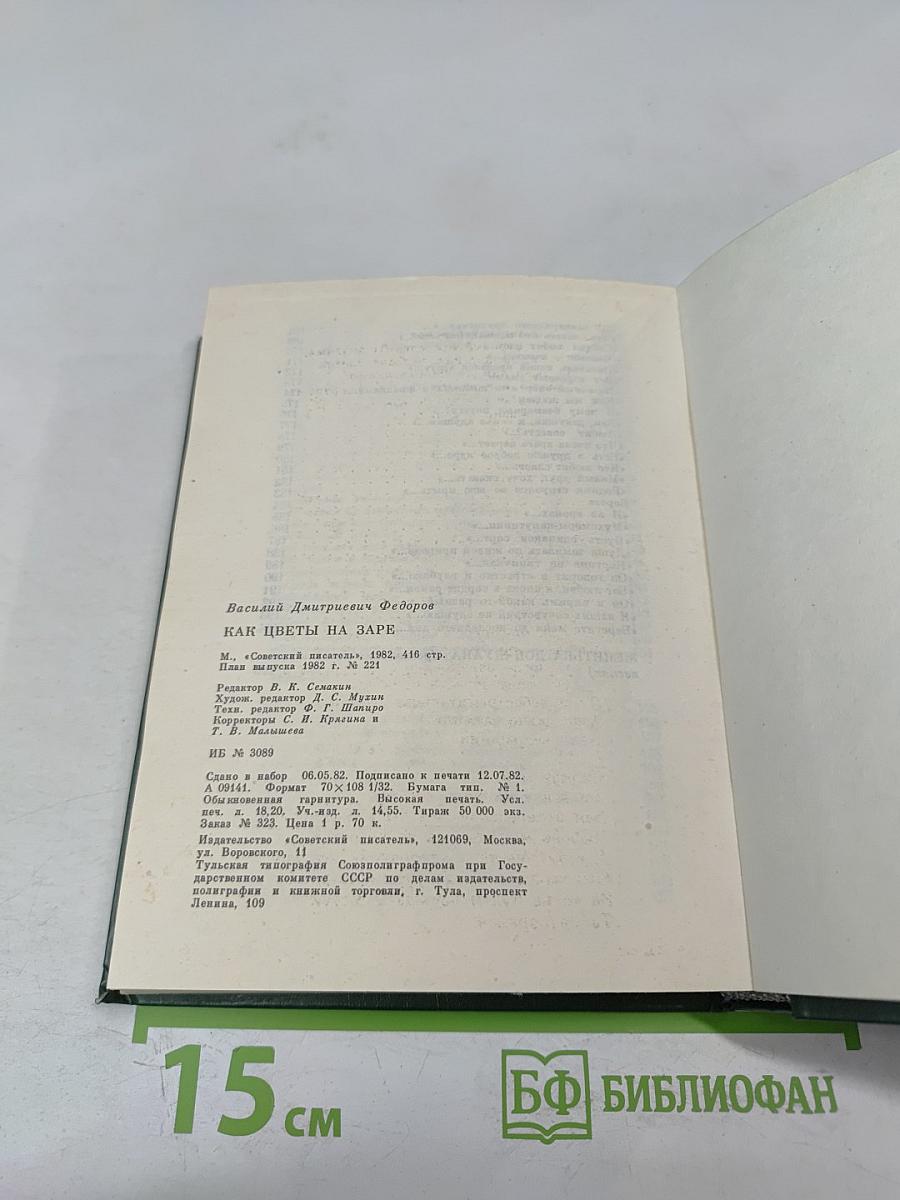 Василий Дмитриевич Федоров
КАК ЦВЕТЫ НА ЗАРЕ
М., «Советский писатель», 1982, 416 стр.
План выпуска 1982 г. № 221
Редактор В. К. Семакин
Худож. редактор Д. С. Мухин
Техн. редактор Ф. Г. Шапиро
Корректоры С. И. Крягина и
Т. В. Малышева
ИБ № 3089
Сдано в набор 06.05.82. Подписано к печати 12.07.82.
А 09141. Формат 70×108 1/32. Бумага тип. № 1.
Обыкновенная гарнитура. Высокая печать. Усл.
печ. л. 18,20. Уч.-изд. л. 14,55. Тираж 50 000 экз.
Заказ № 323. Цена 1 р. 70 к.
Издательство «Советский писатель», 121069, Москва,
ул. Воровского, 11
Тульская типография Союзполиграфпрома при Госу-
дарственном комитете СССР по делам издательств,
полиграфии и книжной торговли, г. Тула, проспект
Ленина, 109
15 см
БФ БИБЛИОФАН